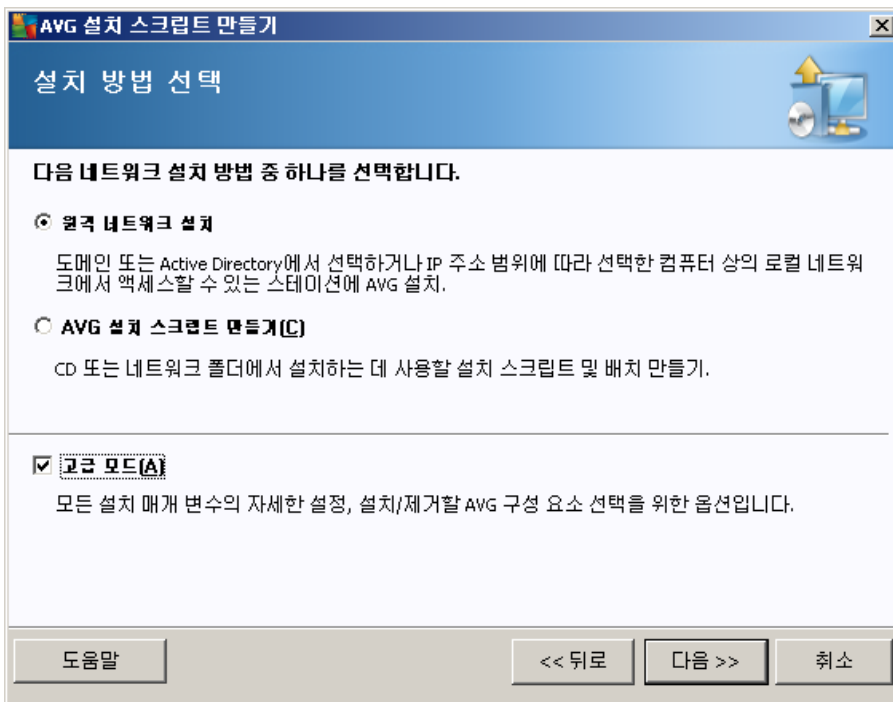 AVG 설치 스크립트 만들기
설치 방법 선택
다음 네트워크 설치 방법 중 하나를 선택합니다.
원격 네트워크 설치
도메인 또는 Active Directory에서 선택하거나 IP 주소 범위에 따라 선택한 컴퓨터 상의 로컬 네트워
크에서 액세스할 수 있는 스테이션에 AVG 설치.
AVG 설치 스크립트 만들기(C)
CD 또는 네트워크 폴더에서 설치하는 데 사용할 설치 스크립트 및 배치 만들기.
고급 모드(A)
모든 설치 매개 변수의 자세한 설정, 설치/제거할 AVG 구성 요소 선택을 위한 옵션입니다.
도움말
<< 뒤로
다음 >>
취소